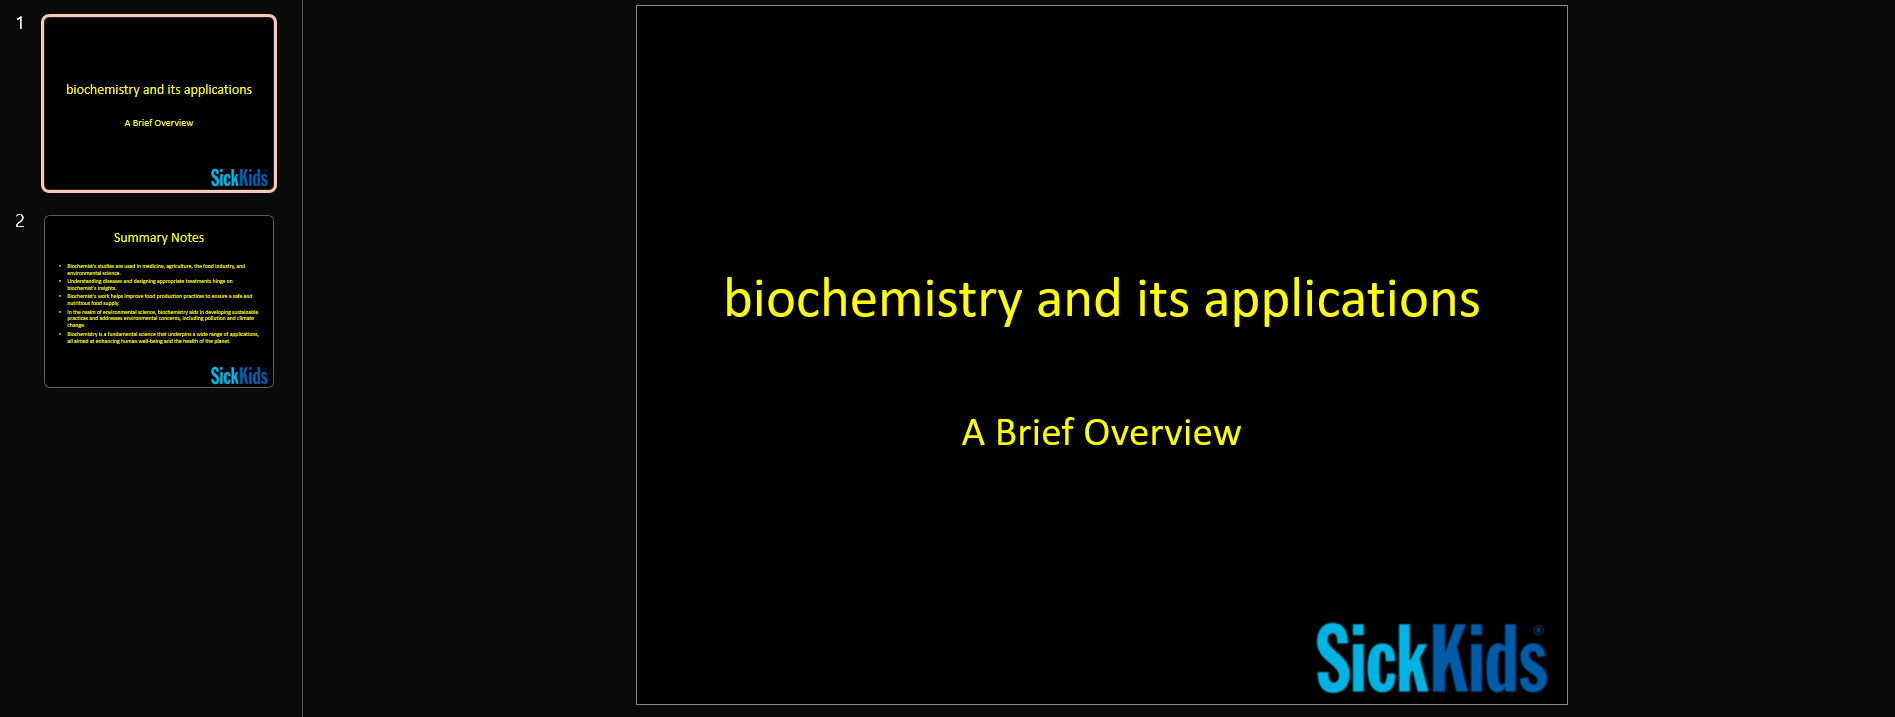 1
biochemistry and its applications
A Brief Overview
SickKids
2
Summary Notes
• Biochemist's studies are used in medicine, agriculture, the food industry, and
environmental science.
• Understanding diseases and designing appropriate treatments hinge on
biochemist's insights.
• Biochemist's work helps improve food production practices to ensure a safe and
nutritious food supply.
• In the realm of environmental science, biochemistry aids in developing sustainable
practices and addresses environmental concerns, including pollution and climate
change.
• Biochemistry is a fundamental science that underpins a wide range of applications,
all aimed at enhancing human well-being and the health of the planet.
SickKids
biochemistry and its applications
A Brief Overview
SickKids®